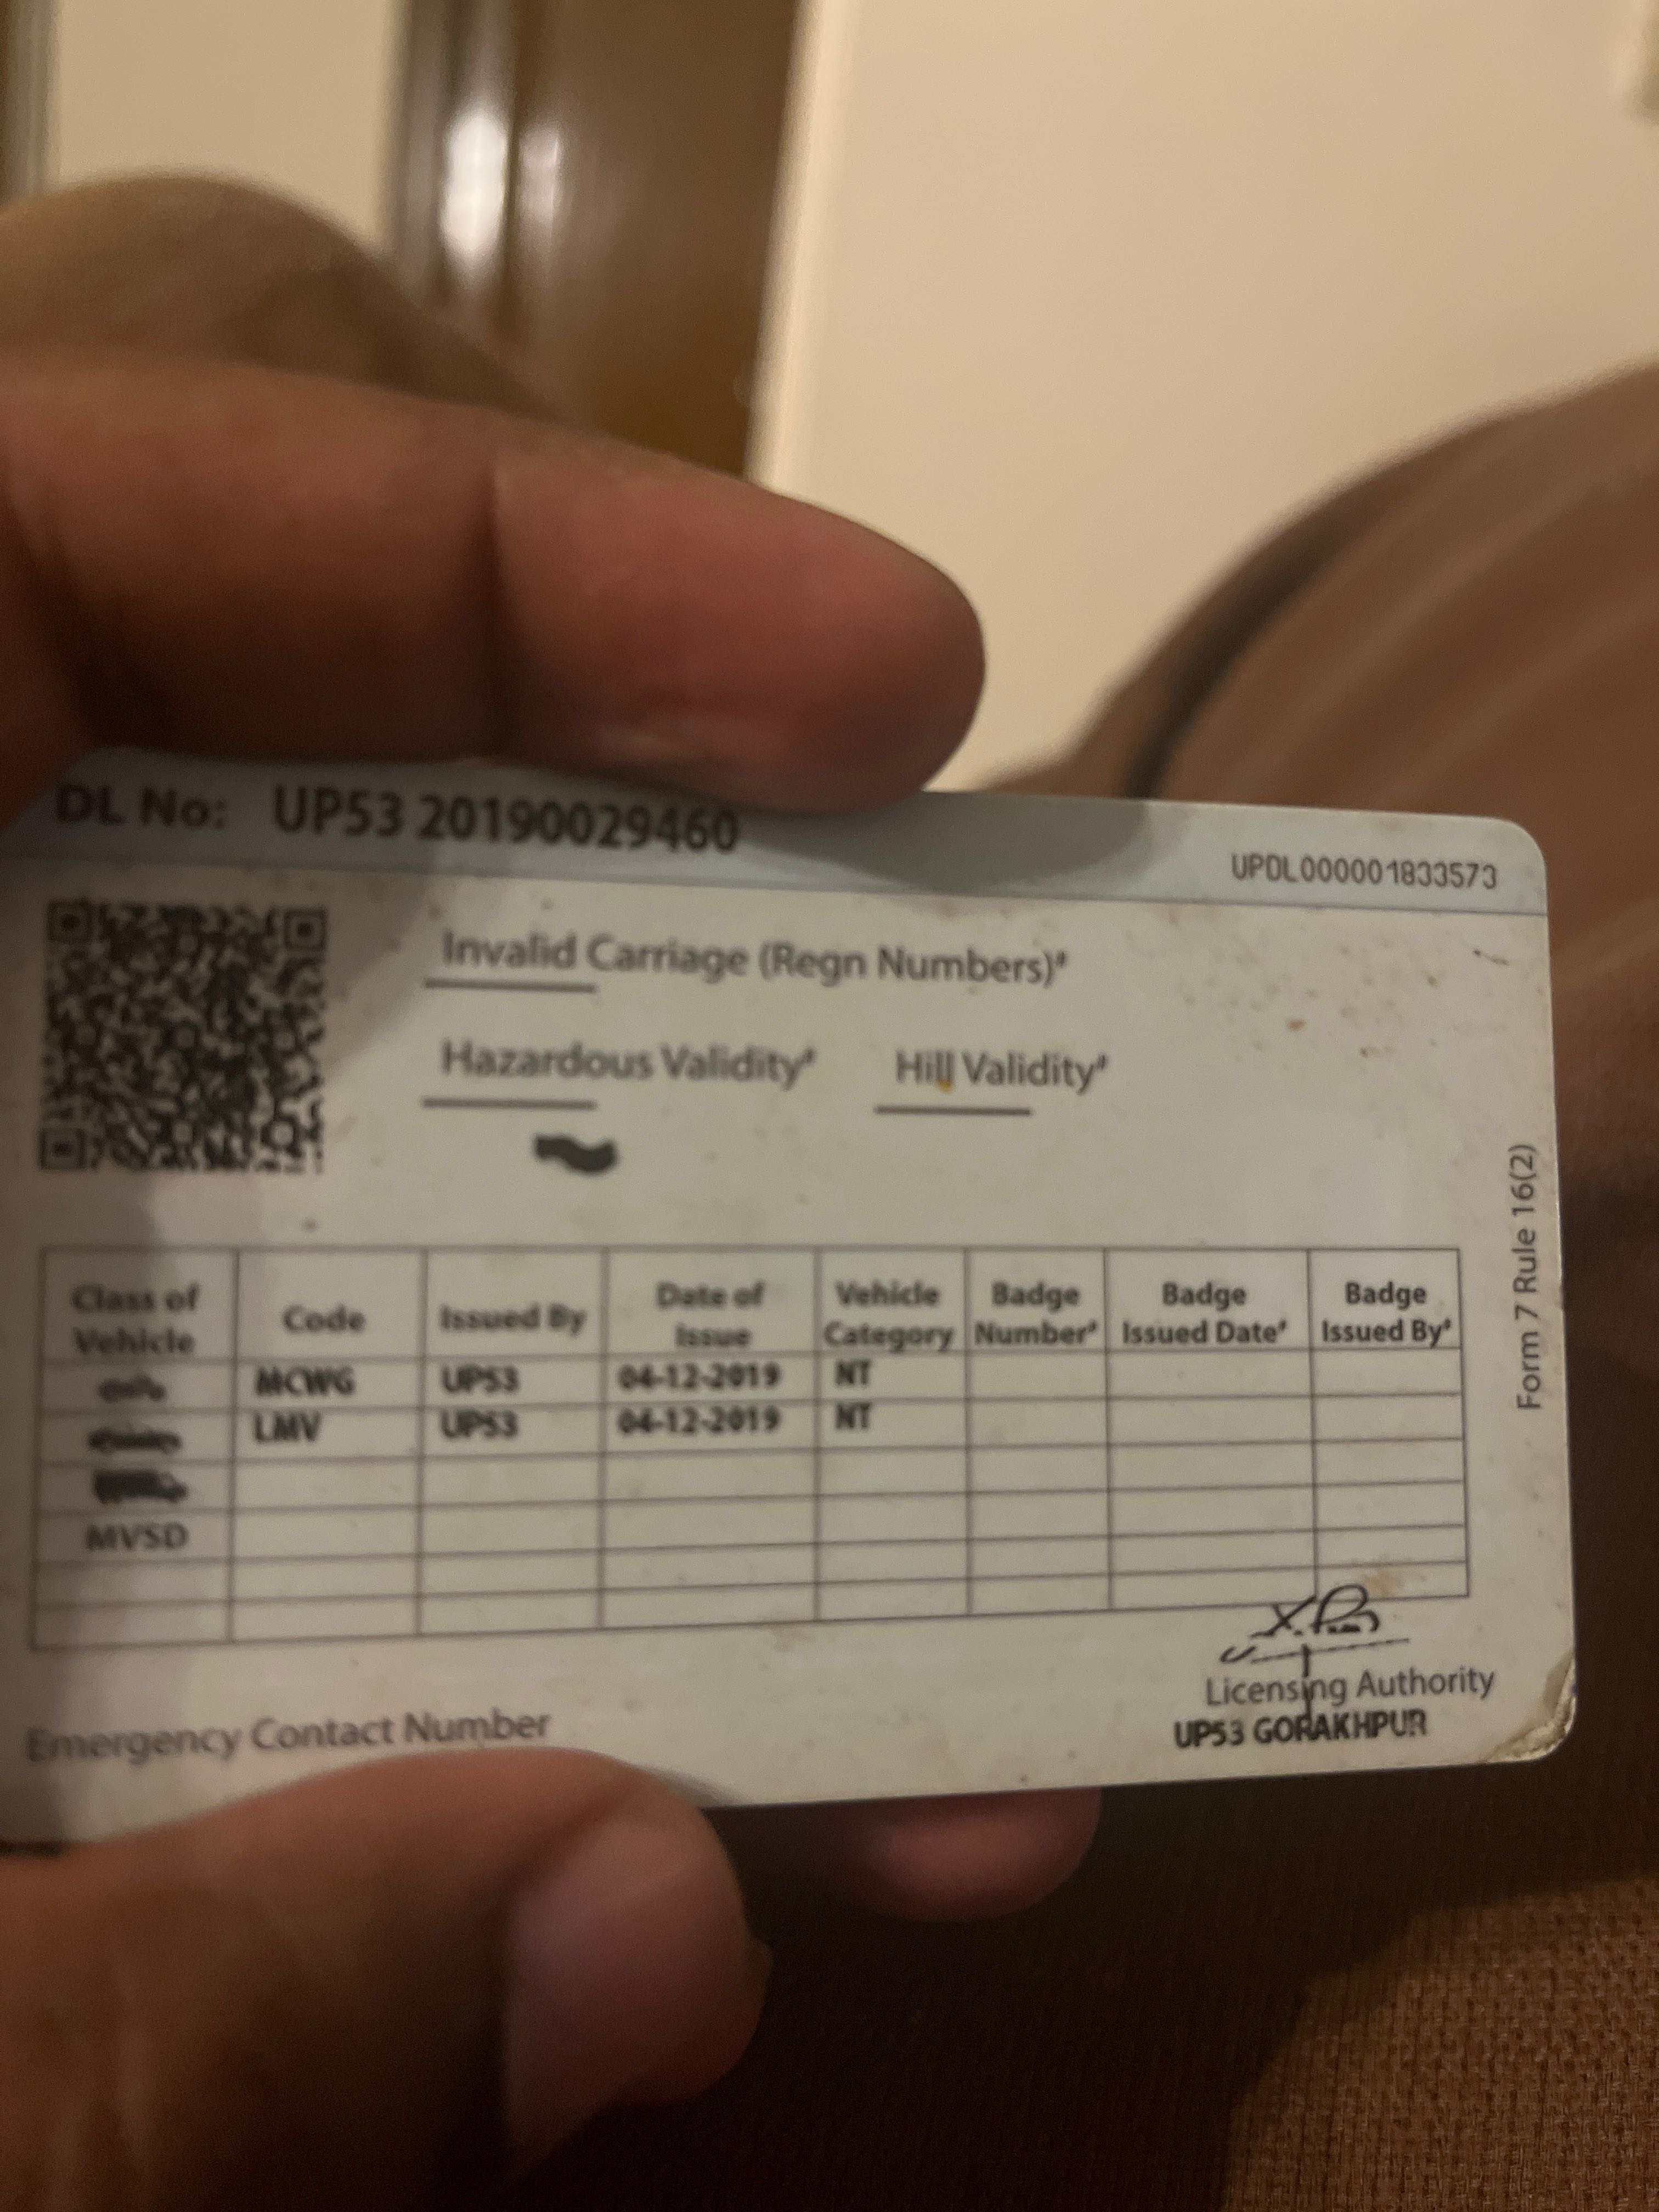 DL No: UP53 20190029460
UPDL000001833573
Invalid Carriage (Regn Numbers)#
Hazardous Validity# Hill Validity#
Form 7 Rule 16(2)
Class of Vehicle Code Issued By Date of Issue Vehicle Category Badge Number# Badge Issued Date# Badge Issued By#
MCWG UP53 04-12-2019 NT
LMV UP53 04-12-2019 NT
MVSD
Licensing Authority
UP53 GORAKHPUR
Emergency Contact Number